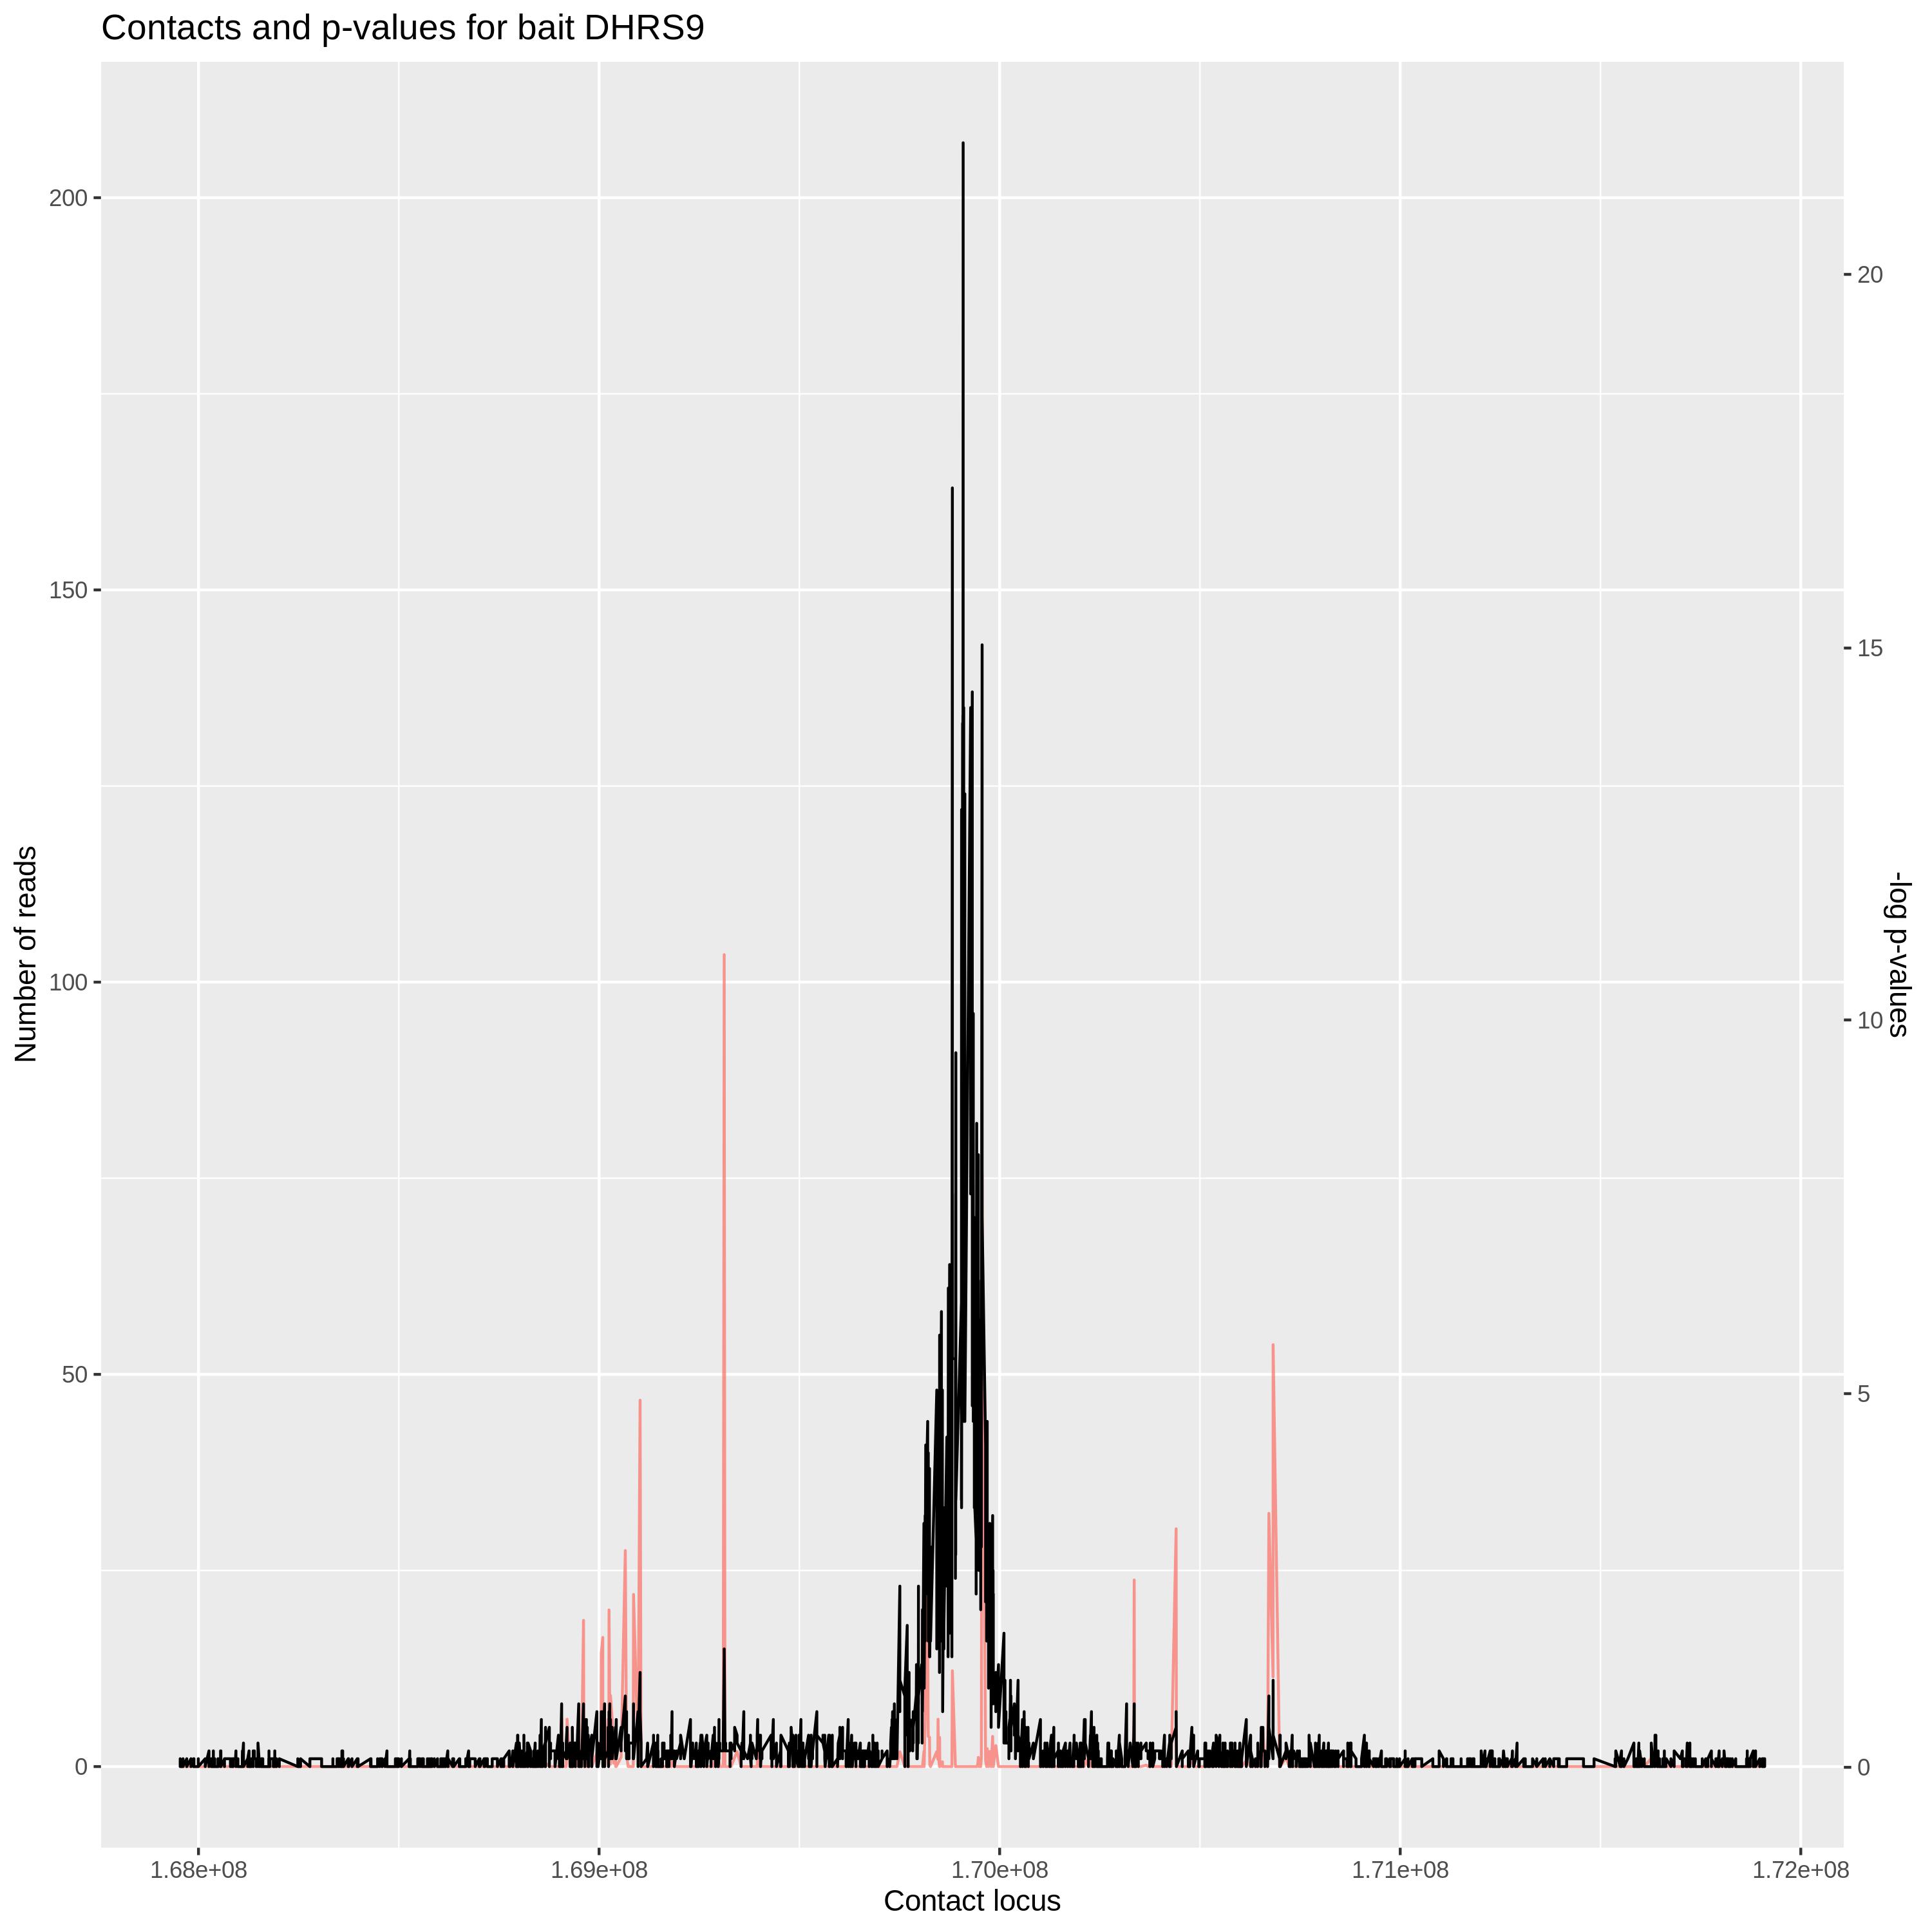 Contacts and p-values for bait DHRS9
200
150
100
50
0
Number of reads
20
15
10
5
0
-log p-values
1.68e+08
1.69e+08
1.70e+08
1.71e+08
1.72e+08
Contact locus